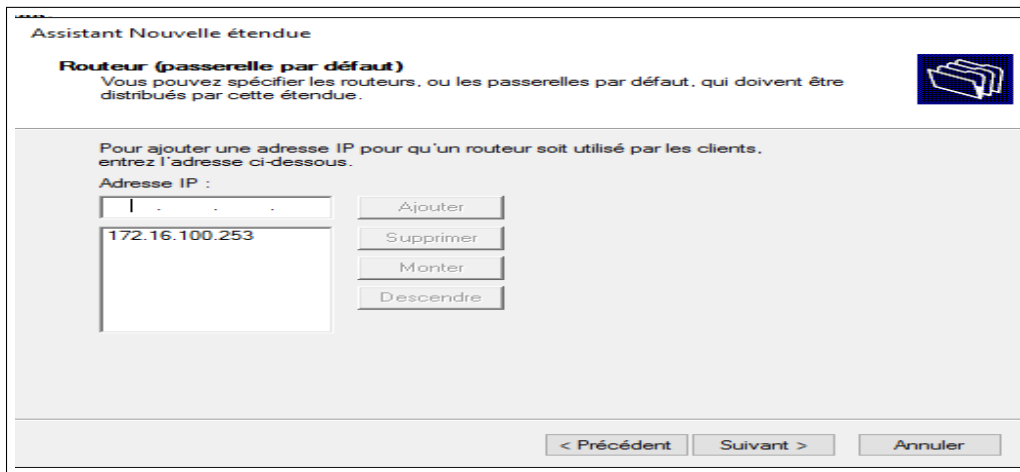 Assistant Nouvelle étendue
Routeur (passerelle par défaut)
Vous pouvez spécifier les routeurs, ou les passerelles par défaut, qui doivent être
distribués par cette étendue.
Pour ajouter une adresse IP pour qu'un routeur soit utilisé par les clients,
entrez l'adresse ci-dessous.
Adresse IP :
. . .
Ajouter
172.16.100.253
Supprimer
Monter
Descendre
< Précédent
Suivant >
Annuler